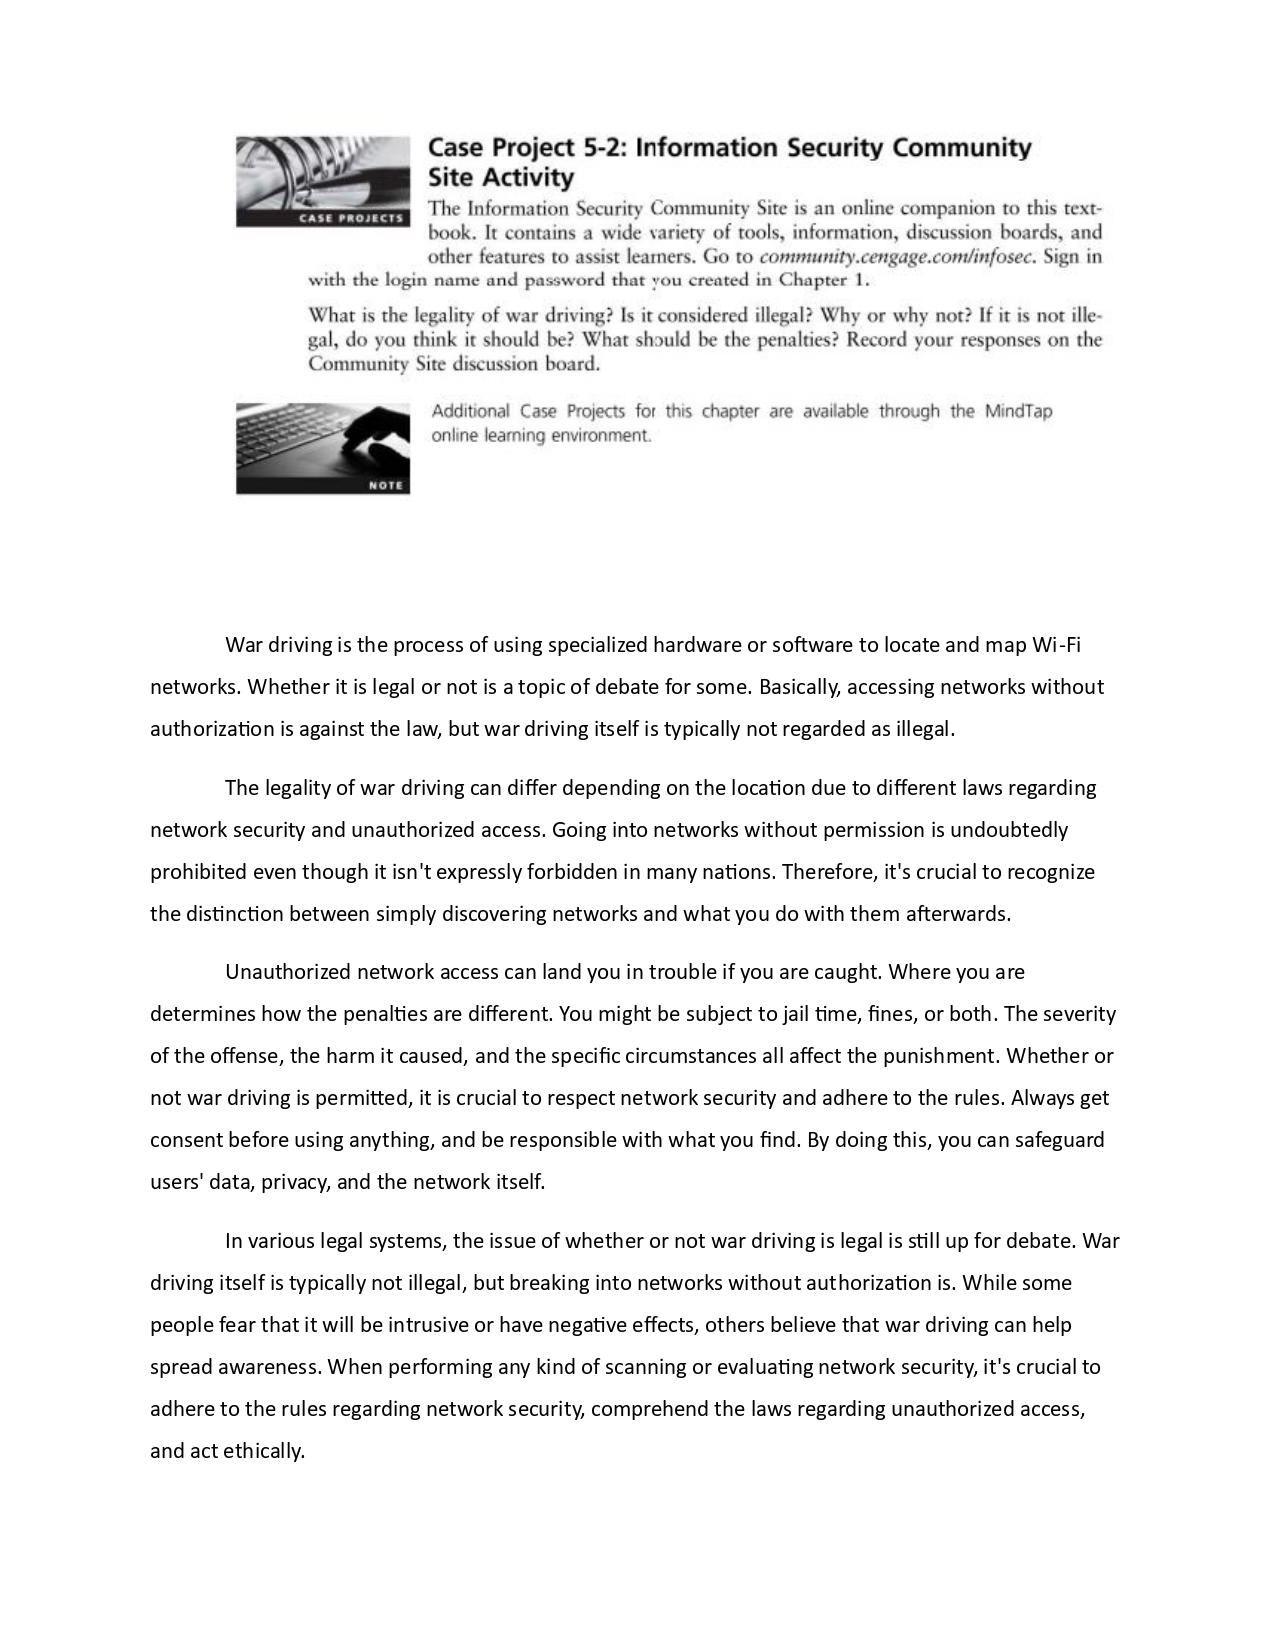 Case Project 5-2: Information Security Community
Site Activity
CASE PROJECTS
The Information Security Community Site is an online companion to this text-
book. It contains a wide variety of tools, information, discussion boards, and
other features to assist learners. Go to community.cengage.com/infosec. Sign in
with the login name and password that you created in Chapter 1.
What is the legality of war driving? Is it considered illegal? Why or why not? If it is not ille-
gal, do you think it should be? What should be the penalties? Record your responses on the
Community Site discussion board.
Additional Case Projects for this chapter are available through the MindTap
online learning environment.
NOTE
War driving is the process of using specialized hardware or software to locate and map Wi-Fi
networks. Whether it is legal or not is a topic of debate for some. Basically, accessing networks without
authorization is against the law, but war driving itself is typically not regarded as illegal.
The legality of war driving can differ depending on the location due to different laws regarding
network security and unauthorized access. Going into networks without permission is undoubtedly
prohibited even though it isn't expressly forbidden in many nations. Therefore, it's crucial to recognize
the distinction between simply discovering networks and what you do with them afterwards.
Unauthorized network access can land you in trouble if you are caught. Where you are
determines how the penalties are different. You might be subject to jail time, fines, or both. The severity
of the offense, the harm it caused, and the specific circumstances all affect the punishment. Whether or
not war driving is permitted, it is crucial to respect network security and adhere to the rules. Always get
consent before using anything, and be responsible with what you find. By doing this, you can safeguard
users' data, privacy, and the network itself.
In various legal systems, the issue of whether or not war driving is legal is still up for debate. War
driving itself is typically not illegal, but breaking into networks without authorization is. While some
people fear that it will be intrusive or have negative effects, others believe that war driving can help
spread awareness. When performing any kind of scanning or evaluating network security, it's crucial to
adhere to the rules regarding network security, comprehend the laws regarding unauthorized access,
and act ethically.